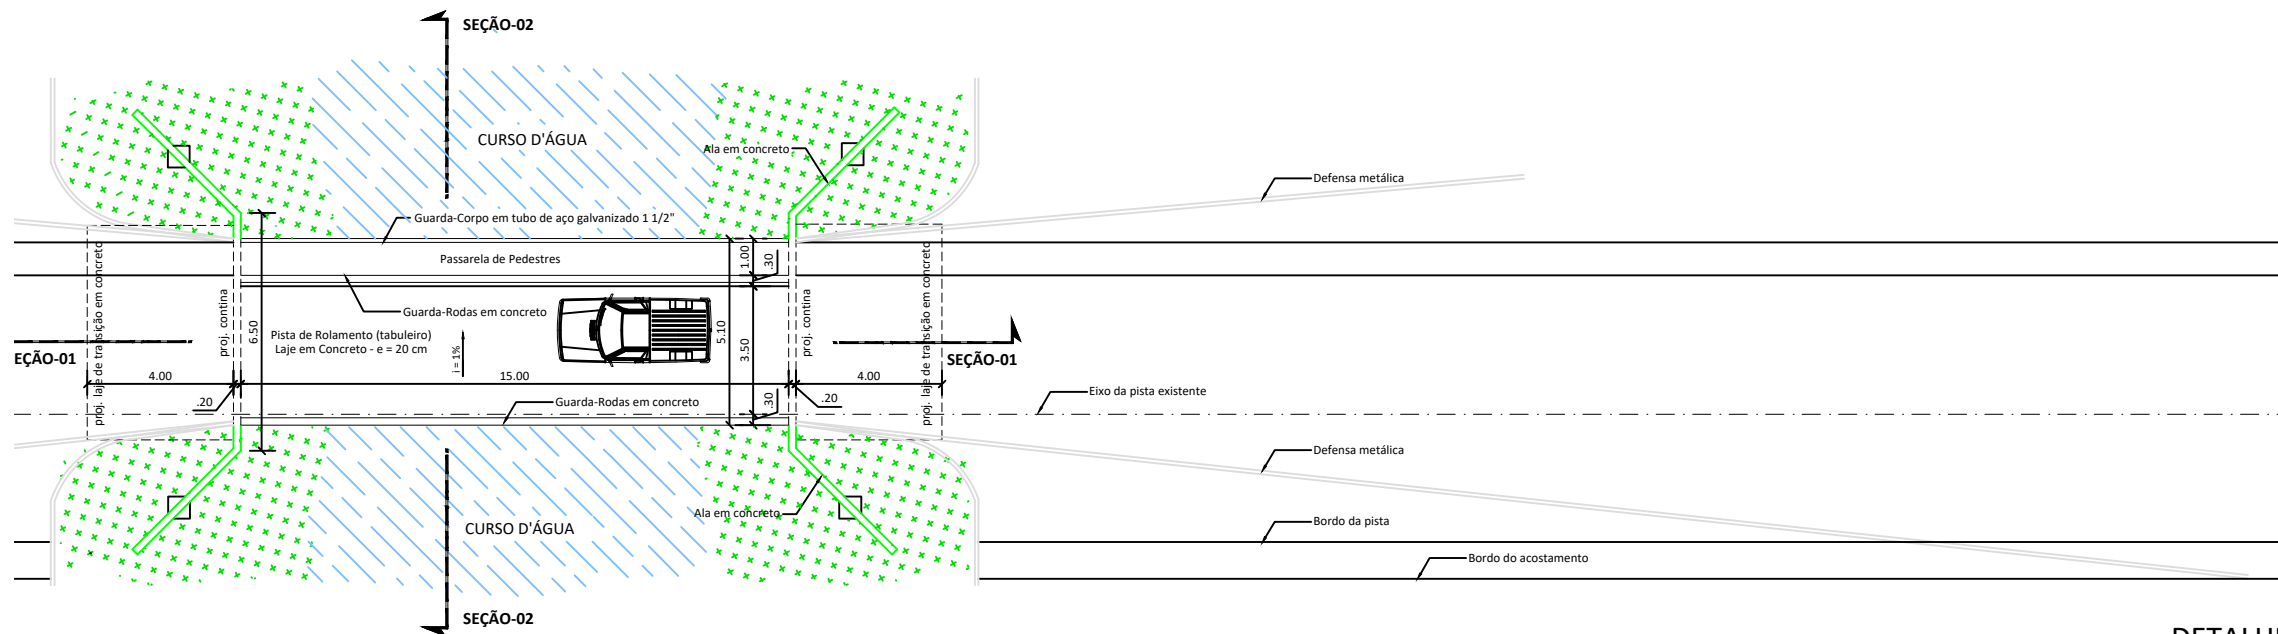 SEÇÃO-02
CURSO D'ÁGUA
Ala em concreto
Defensa metálica
Guarda-Corpo em tubo de aço galvanizado 1 1/2"
Passarela de Pedestres
1.00
.30
proj. laje de transição em concreto
proj. contina
6.50
Guarda-Rodas em concreto
Pista de Rolamento (tabuleiro)
Laje em Concreto - e = 20 cm
i = 1%
5.10
3.50
proj. contina
proj. laje de transição em concreto
EÇÃO-01
SEÇÃO-01
4.00
15.00
4.00
.20
Guarda-Rodas em concreto
.30
.20
Eixo da pista existente
Defensa metálica
Ala em concreto
CURSO D'ÁGUA
Bordo da pista
Bordo do acostamento
SEÇÃO-02